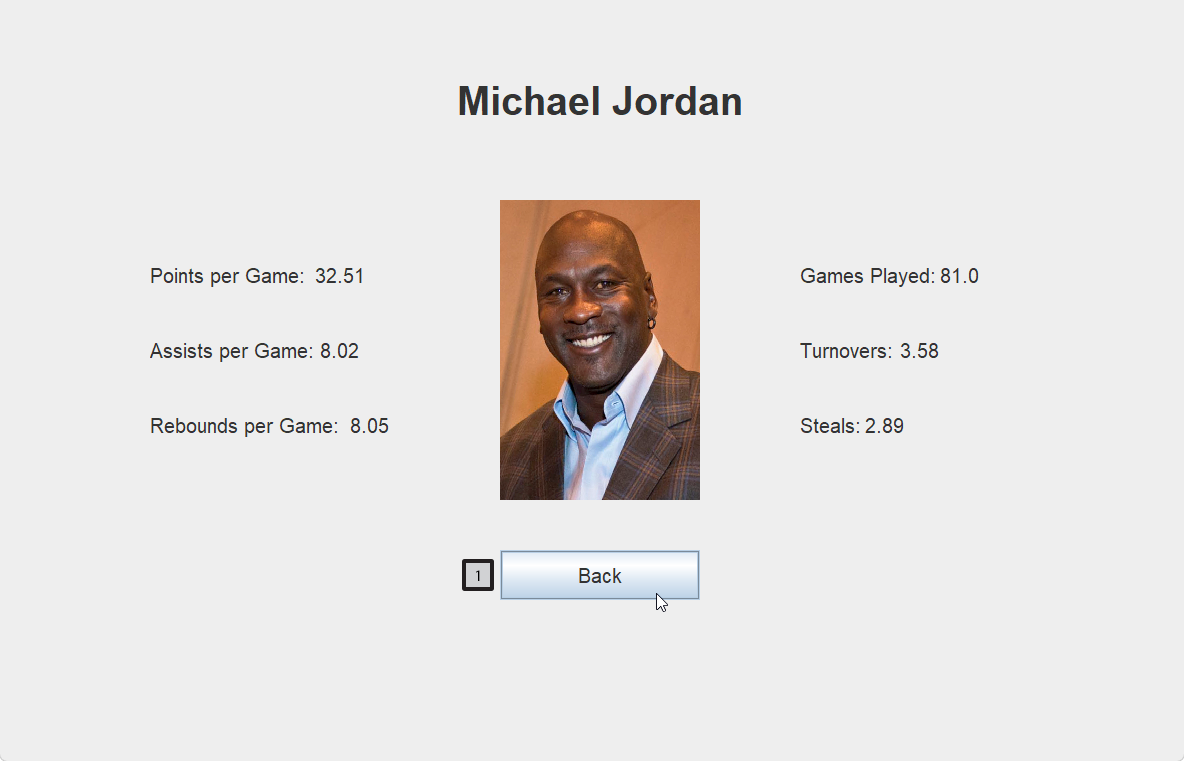 Michael Jordan
Points per Game: 32.51
Games Played: 81.0
Assists per Game: 8.02
Turnovers: 3.58
Rebounds per Game: 8.05
Steals: 2.89
1
Back